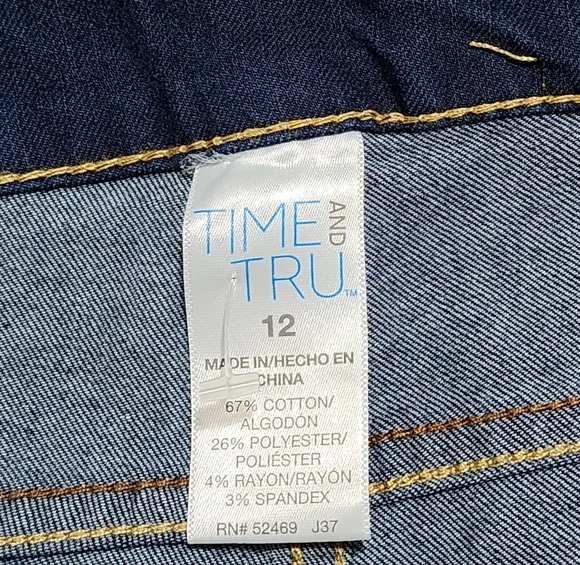 TIME AND
TRU™
12
MADE IN/HECHO EN
CHINA
67% COTTON/
ALGODÓN
26% POLYESTER/
POLIÉSTER
4% RAYON/RAYÓN
3% SPANDEX
RN# 52469 J37